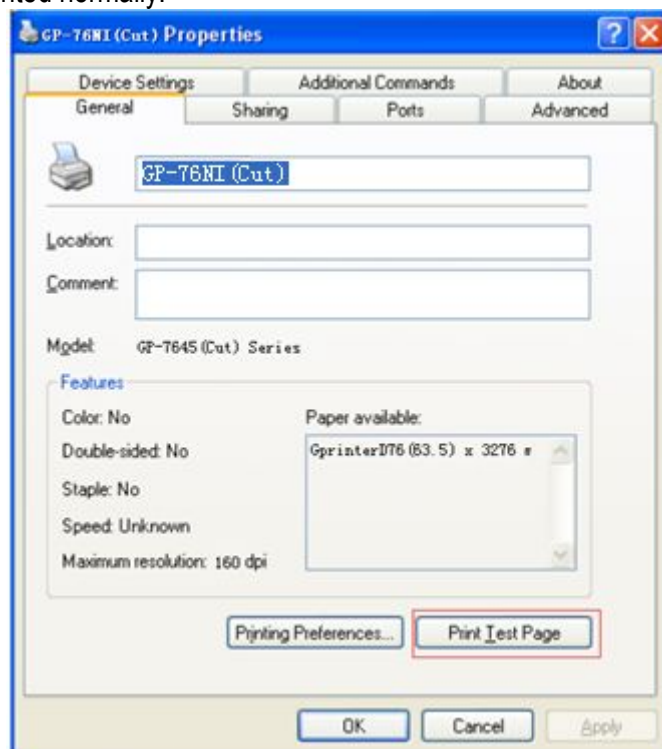 nted normally.
GP-76NI(Cut) Properties
Device Settings Additional Commands About
General Sharing Ports Advanced
GP-76NI(Cut)
Location:
Comment:
Model: GP-7645(Cut) Series
Features
Color: No Paper available:
Double-sided: No GprinterD76(63.5) x 3276
Staple: No
Speed: Unknown
Maximum resolution: 160 dpi
Printing Preferences... Print Test Page
OK Cancel Apply